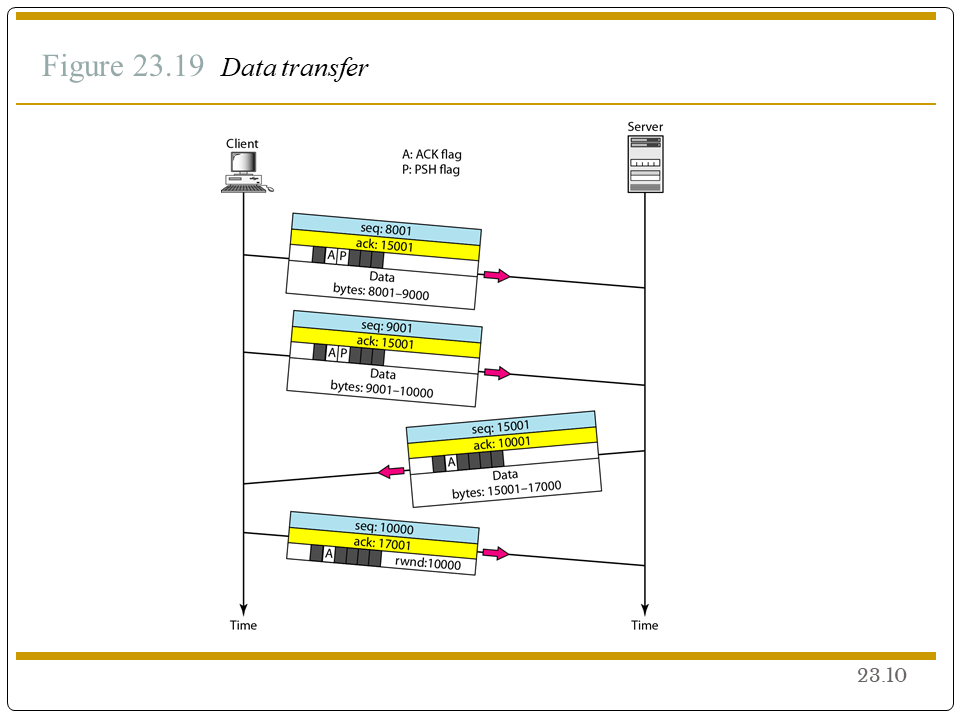 Figure 23.19 Data transfer
Client
Server
A: ACK flag
P: PSH flag
seq: 8001
ack: 15001
A P
Data
bytes: 8001–9000
seq: 9001
ack: 15001
A P
Data
bytes: 9001–10000
seq: 15001
ack: 10001
A
Data
bytes: 15001–17000
seq: 10000
ack: 17001
A
rwnd:10000
Time
Time
23.10